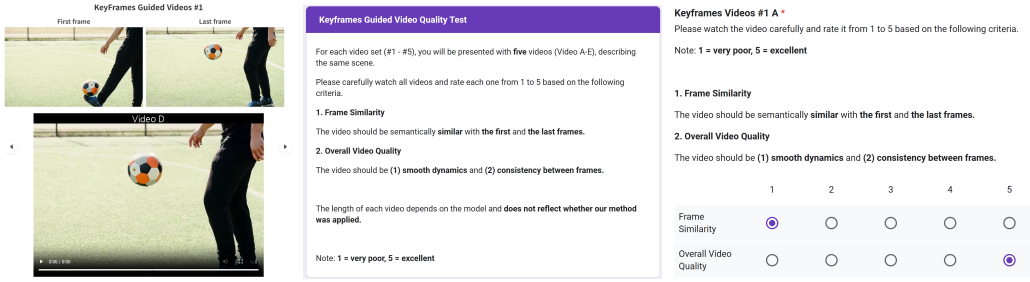 KeyFrames Guided Videos #1
First frame
Last frame
Video D
0:06 / 0:06
Keyframes Guided Video Quality Test
For each video set (#1 - #5), you will be presented with five videos (Video A-E), describing
the same scene.
Please carefully watch all videos and rate each one from 1 to 5 based on the following
criteria.
1. Frame Similarity
The video should be semantically similar with the first and the last frames.
2. Overall Video Quality
The video should be (1) smooth dynamics and (2) consistency between frames.
The length of each video depends on the model and does not reflect whether our method
was applied.
Note: 1 = very poor, 5 = excellent
Keyframes Videos #1 A *
Please watch the video carefully and rate it from 1 to 5 based on the following criteria.
Note: 1 = very poor, 5 = excellent
1. Frame Similarity
The video should be semantically similar with the first and the last frames.
2. Overall Video Quality
The video should be (1) smooth dynamics and (2) consistency between frames.
1 2 3 4 5
Frame
Similarity
Overall Video
Quality